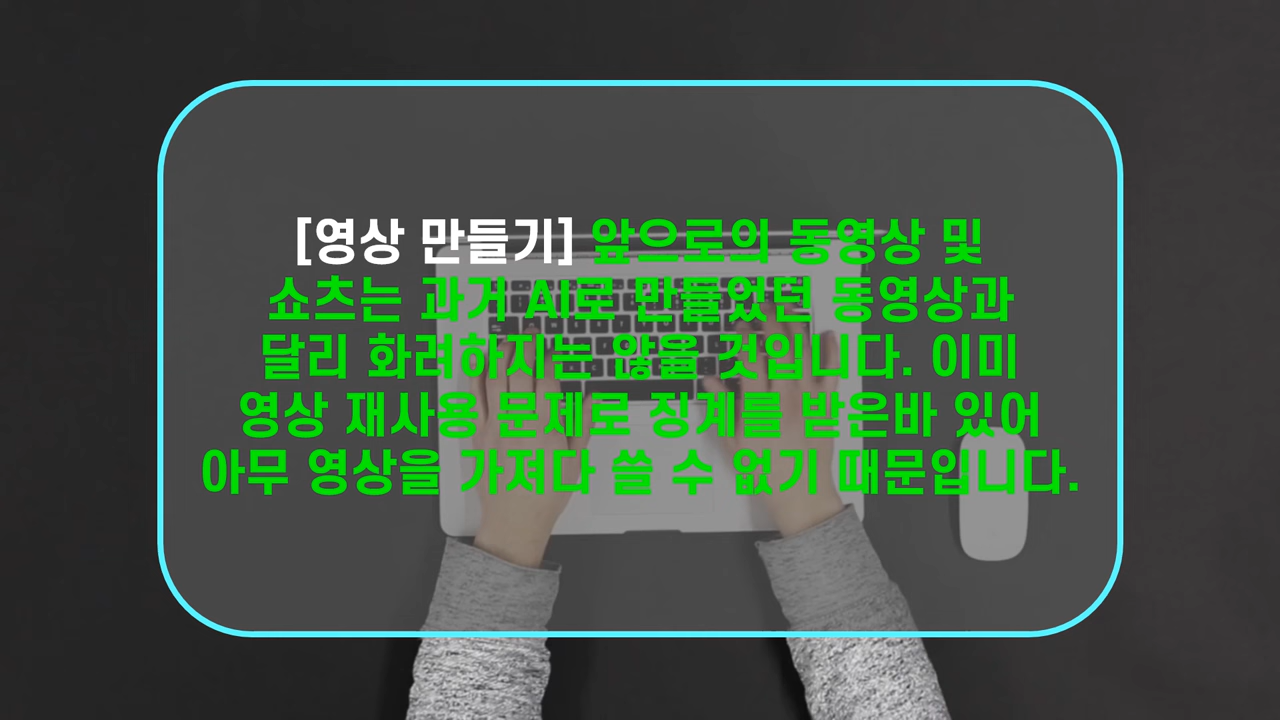 [영상 만들기] 앞으로의 동영상 및
쇼츠는 과거 AI로 만들었던 동영상과
달리 화려하지는 않을 것입니다. 이미
영상 재사용 문제로 징계를 받은바 있어
아무 영상을 가져다 쓸 수 없기 때문입니다.